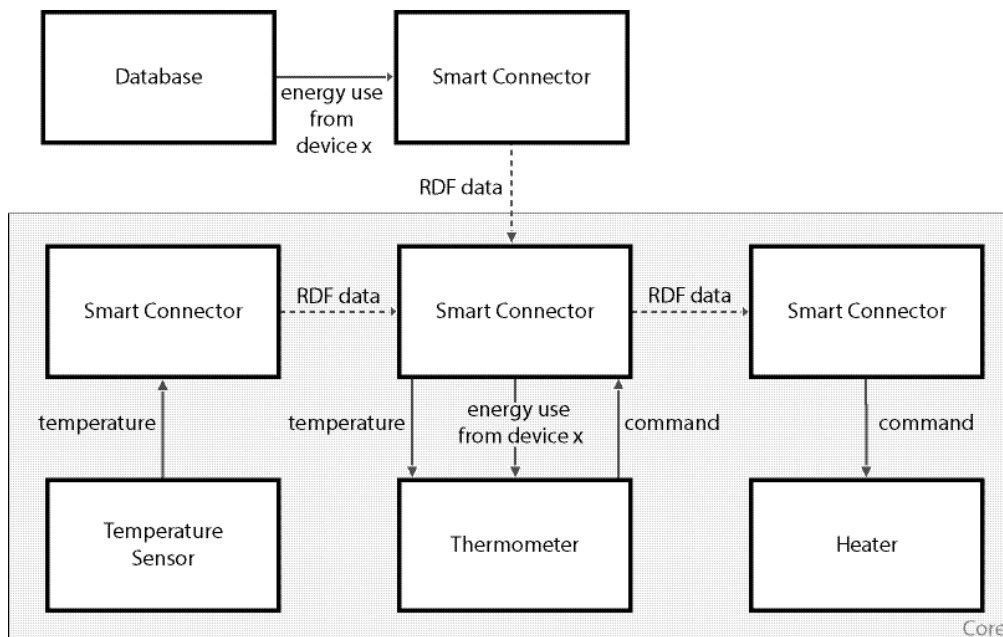 Database
energy use
from
device x
Smart Connector
RDF data
Smart Connector
RDF data
Smart Connector
RDF data
Smart Connector
temperature
temperature
energy use
from device x
command
command
Temperature
Sensor
Thermometer
Heater
Core